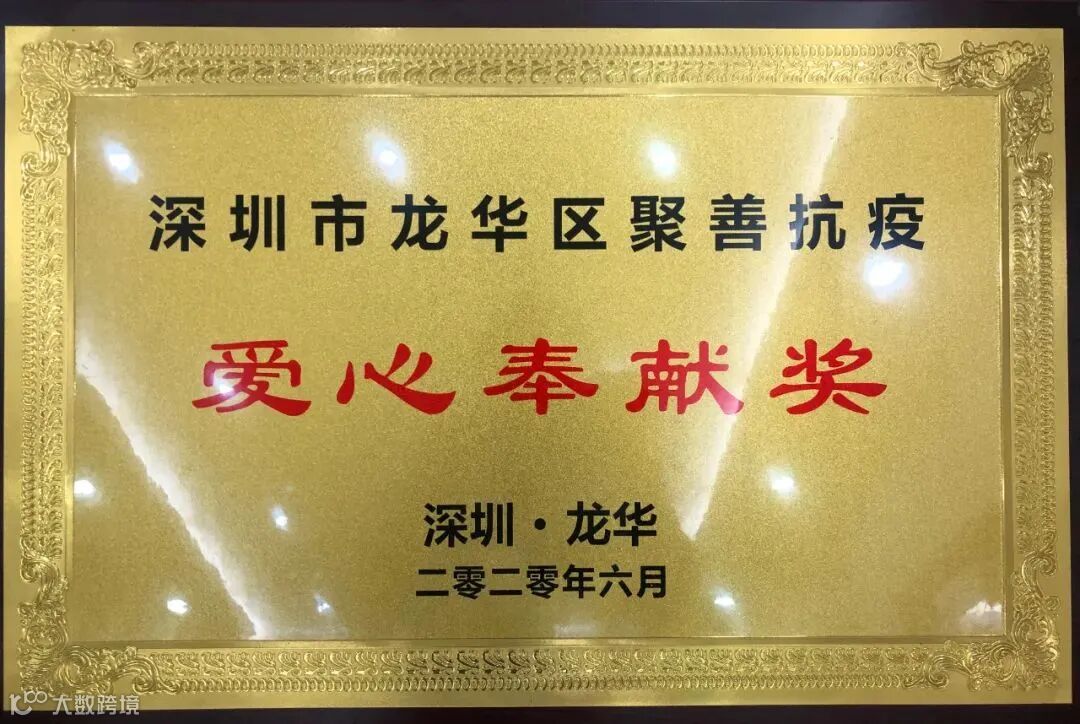 深圳市龙华区聚善抗疫
爱心奉献奖
深圳·龙华
二零二零年六月
大数跨境